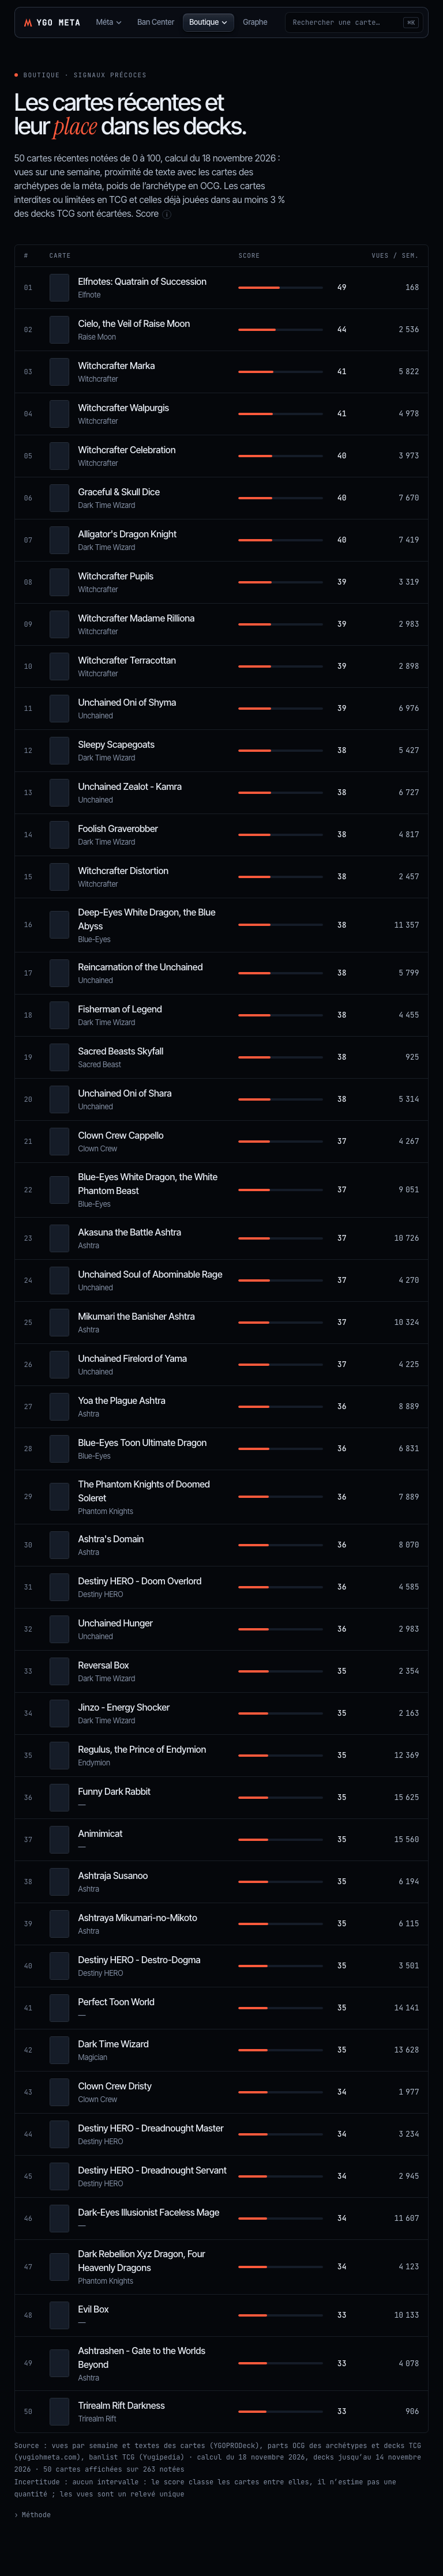 YGO META Méta Ban Center Boutique Graphe Rechercher une carte… ⌘K
BOUTIQUE · SIGNAUX PRÉCOCES
Les cartes récentes et
leur place dans les decks.
50 cartes récentes notées de 0 à 100, calcul du 18 novembre 2026 :
vues sur une semaine, proximité de texte avec les cartes des
archétypes de la méta, poids de l'archétype en OCG. Les cartes
interdites ou limitées en TCG et celles déjà jouées dans au moins 3 %
des decks TCG sont écartées. Score i
# CARTE SCORE VUES / SEM.
01 Elfnotes: Quatrain of Succession 49 168
Elfnote
02 Cielo, the Veil of Raise Moon 44 2 536
Raise Moon
03 Witchcrafter Marka 41 5 822
Witchcrafter
04 Witchcrafter Walpurgis 41 4 978
Witchcrafter
05 Witchcrafter Celebration 40 3 973
Witchcrafter
06 Graceful & Skull Dice 40 7 670
Dark Time Wizard
07 Alligator's Dragon Knight 40 7 419
Dark Time Wizard
08 Witchcrafter Pupils 39 3 319
Witchcrafter
09 Witchcrafter Madame Rilliona 39 2 983
Witchcrafter
10 Witchcrafter Terracottan 39 2 898
Witchcrafter
11 Unchained Oni of Shyma 39 6 976
Unchained
12 Sleepy Scapegoats 38 5 427
Dark Time Wizard
13 Unchained Zealot - Kamra 38 6 727
Unchained
14 Foolish Graverobber 38 4 817
Dark Time Wizard
15 Witchcrafter Distortion 38 2 457
Witchcrafter
16 Deep-Eyes White Dragon, the Blue
Abyss 38 11 357
Blue-Eyes
17 Reincarnation of the Unchained 38 5 799
Unchained
18 Fisherman of Legend 38 4 455
Dark Time Wizard
19 Sacred Beasts Skyfall 38 925
Sacred Beast
20 Unchained Oni of Shara 38 5 314
Unchained
21 Clown Crew Cappello 37 4 267
Clown Crew
22 Blue-Eyes White Dragon, the White
Phantom Beast 37 9 051
Blue-Eyes
23 Akasuna the Battle Ashtra 37 10 726
Ashtra
24 Unchained Soul of Abominable Rage 37 4 270
Unchained
25 Mikumari the Banisher Ashtra 37 10 324
Ashtra
26 Unchained Firelord of Yama 37 4 225
Unchained
27 Yoa the Plague Ashtra 36 8 889
Ashtra
28 Blue-Eyes Toon Ultimate Dragon 36 6 831
Blue-Eyes
29 The Phantom Knights of Doomed
Soleret 36 7 889
Phantom Knights
30 Ashtra's Domain 36 8 070
Ashtra
31 Destiny HERO - Doom Overlord 36 4 585
Destiny HERO
32 Unchained Hunger 36 2 983
Unchained
33 Reversal Box 35 2 354
Dark Time Wizard
34 Jinzo - Energy Shocker 35 2 163
Dark Time Wizard
35 Regulus, the Prince of Endymion 35 12 369
Endymion
36 Funny Dark Rabbit 35 15 625
—
37 Animimicat 35 15 560
—
38 Ashtraja Susanoo 35 6 194
Ashtra
39 Ashtraya Mikumari-no-Mikoto 35 6 115
Ashtra
40 Destiny HERO - Destro-Dogma 35 3 501
Destiny HERO
41 Perfect Toon World 35 14 141
—
42 Dark Time Wizard 35 13 628
Magician
43 Clown Crew Dristy 34 1 977
Clown Crew
44 Destiny HERO - Dreadnought Master 34 3 234
Destiny HERO
45 Destiny HERO - Dreadnought Servant 34 2 945
Destiny HERO
46 Dark-Eyes Illusionist Faceless Mage 34 11 607
—
47 Dark Rebellion Xyz Dragon, Four
Heavenly Dragons 34 4 123
Phantom Knights
48 Evil Box 33 10 133
—
49 Ashtrashen - Gate to the Worlds
Beyond 33 4 078
Ashtra
50 Trirealm Rift Darkness 33 906
Trirealm Rift
Source : vues par semaine et textes des cartes (YGOPRODeck), parts OCG des archétypes et decks TCG
(yugiohmeta.com), banlist TCG (Yugipedia) · calcul du 18 novembre 2026, decks jusqu'au 14 novembre
2026 · 50 cartes affichées sur 263 notées
Incertitude : aucun intervalle : le score classe les cartes entre elles, il n'estime pas une
quantité ; les vues sont un relevé unique
› Méthode